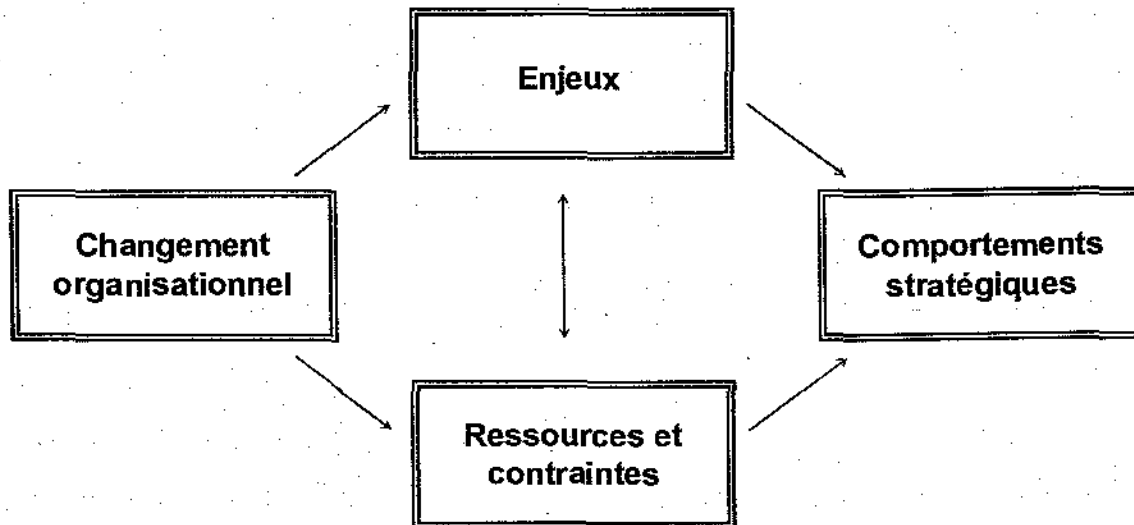 Enjeux
Changement
organisationnel
Comportements
stratégiques
Ressources et
contraintes